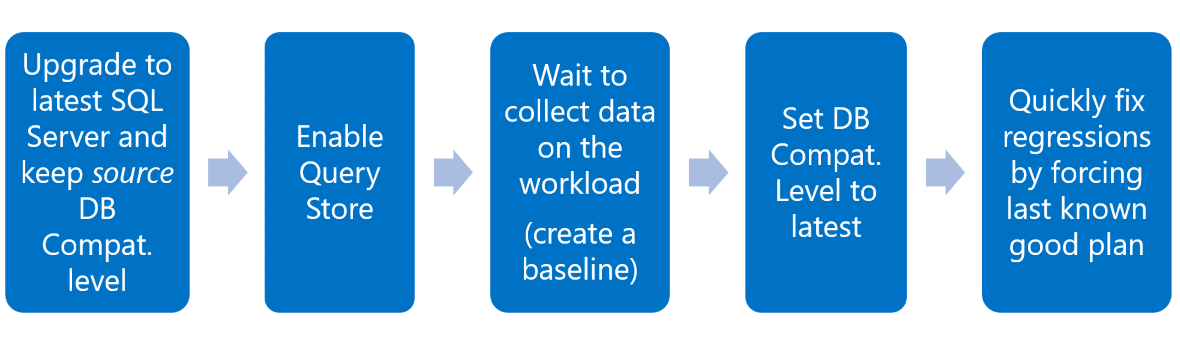 Upgrade to
latest SQL
Server and
keep source
DB
Compat.
level
Enable
Query
Store
Wait to
collect data
on the
workload
(create a
baseline)
Set DB
Compat.
Level to
latest
Quickly fix
regressions
by forcing
last known
good plan